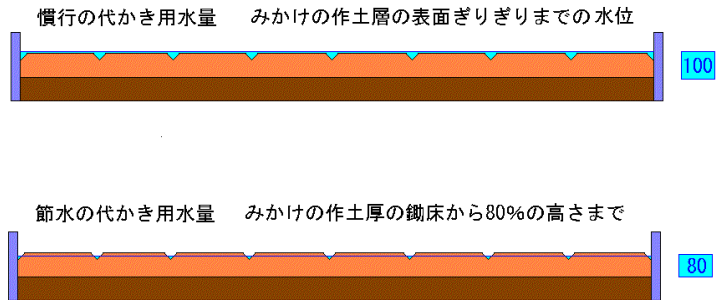 慣行の代かき用水量 みかけの作土層の表面ぎりぎりまでの水位
100
節水の代かき用水量 みかけの作土厚の鋤床から80%の高さまで
80